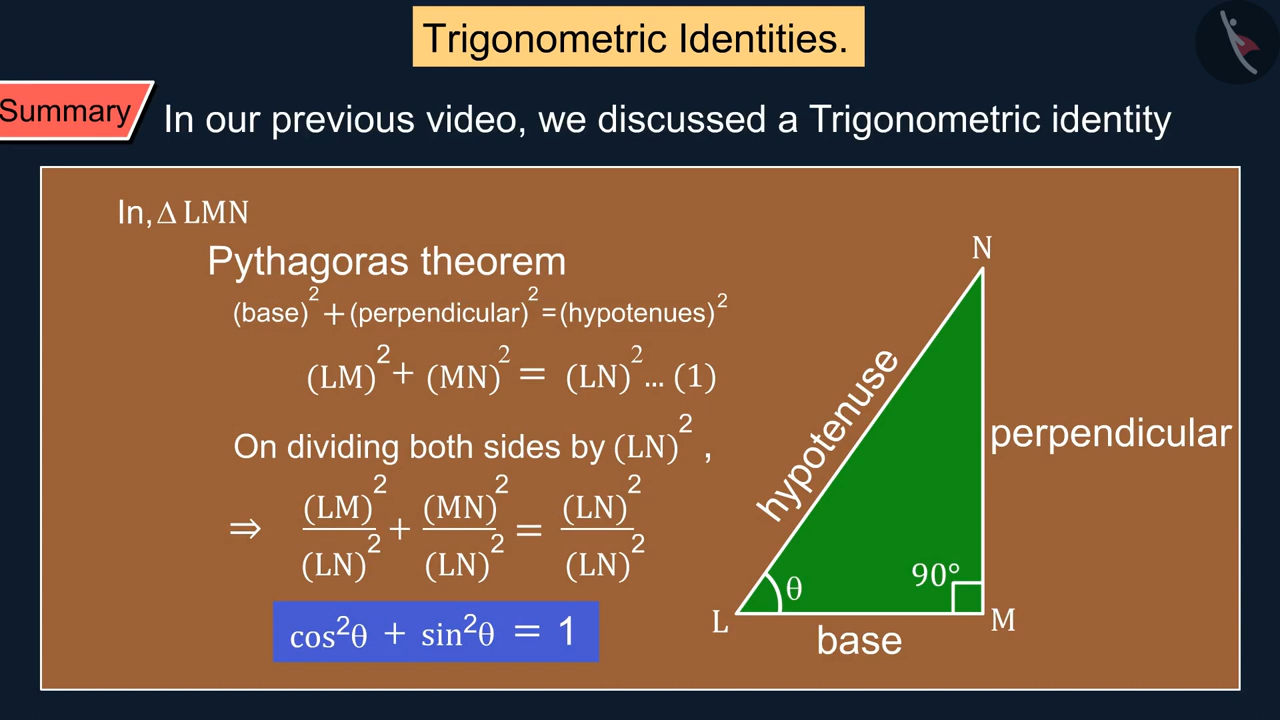 Trigonometric Identities.
Summary
In our previous video, we discussed a Trigonometric identity
In, Δ LMN
Pythagoras theorem
(base)² + (perpendicular)² = (hypotenues)²
(LM)² + (MN)² = (LN)² ... (1)
On dividing both sides by (LN)² ,
⇒ (LM)²/(LN)² + (MN)²/(LN)² = (LN)²/(LN)²
cos²θ + sin²θ = 1
N
hypotenuse
perpendicular
90°
θ
L
M
base